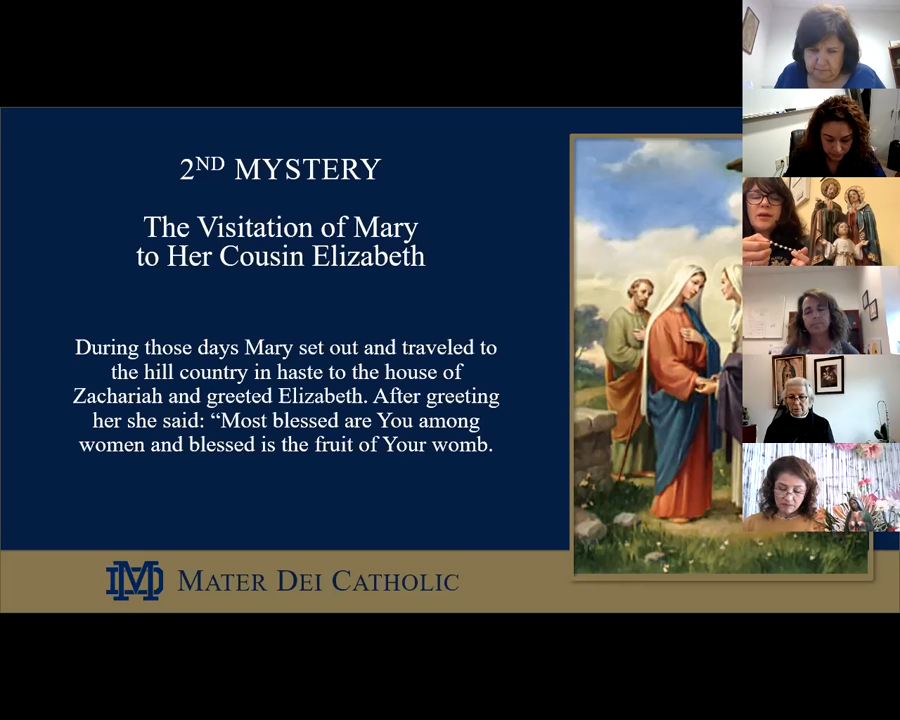 2ND MYSTERY
The Visitation of Mary
to Her Cousin Elizabeth
During those days Mary set out and traveled to
the hill country in haste to the house of
Zachariah and greeted Elizabeth. After greeting
her she said: “Most blessed are You among
women and blessed is the fruit of Your womb.
MD MATER DEI CATHOLIC